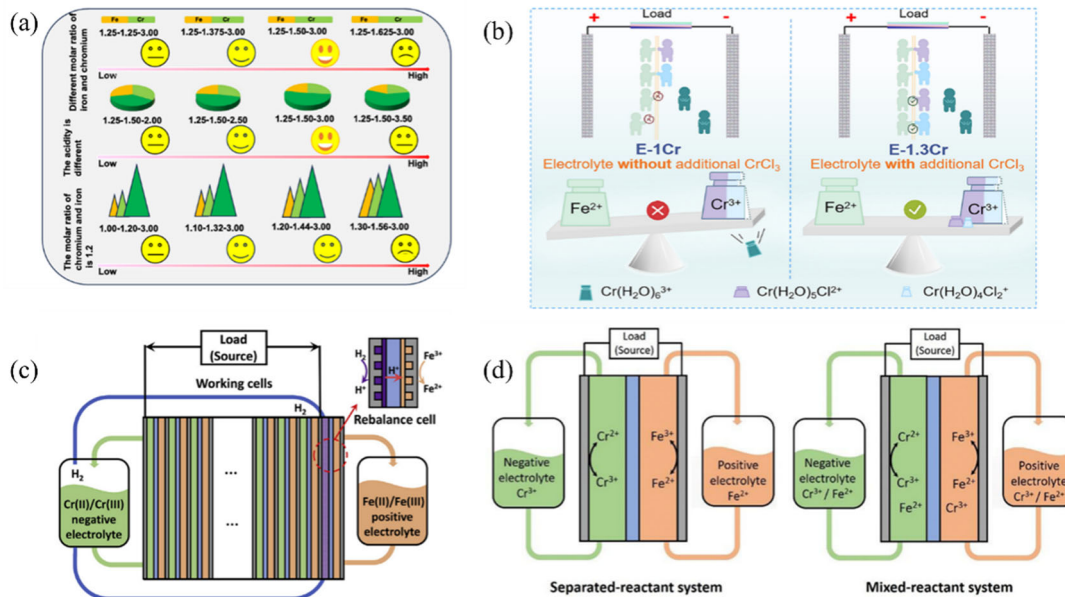 (a)
Different molar ratio of
iron and chromium
Fe Cr Fe Cr Fe Cr Fe Cr
1.25-1.25-3.00 1.25-1.375-3.00 1.25-1.50-3.00 1.25-1.625-3.00
Low High
The acidity is
different
1.25-1.50-2.00 1.25-1.50-2.50 1.25-1.50-3.00 1.25-1.50-3.50
Low High
The molar ratio of
chromium and iron
is 1.2
1.00-1.20-3.00 1.10-1.32-3.00 1.20-1.44-3.00 1.30-1.56-3.00
Low High
(b)
+ Load -
E-1Cr
Electrolyte without additional CrCl₃
Fe²⁺ Cr³⁺
+ Load -
E-1.3Cr
Electrolyte with additional CrCl₃
Fe²⁺ Cr³⁺
Cr(H₂O)₆³⁺ Cr(H₂O)₅Cl²⁺ Cr(H₂O)₄Cl₂⁺
(c)
Load
(Source)
Working cells
H₂ Fe³⁺
H⁺
H⁺ Fe²⁺
Rebalance cell
H₂
H₂
Cr(II)/Cr(III)
negative
electrolyte
...
...
Fe(II)/Fe(III)
positive
electrolyte
(d)
Load
(Source)
Negative
electrolyte
Cr³⁺
Cr²⁺ Fe³⁺
Cr³⁺ Fe²⁺
Positive
electrolyte
Fe²⁺
Separated-reactant system
Load
(Source)
Negative
electrolyte
Cr³⁺ / Fe²⁺
Cr²⁺ Fe³⁺
Cr³⁺ Fe²⁺
Fe²⁺ Cr³⁺
Positive
electrolyte
Cr³⁺ / Fe²⁺
Mixed-reactant system